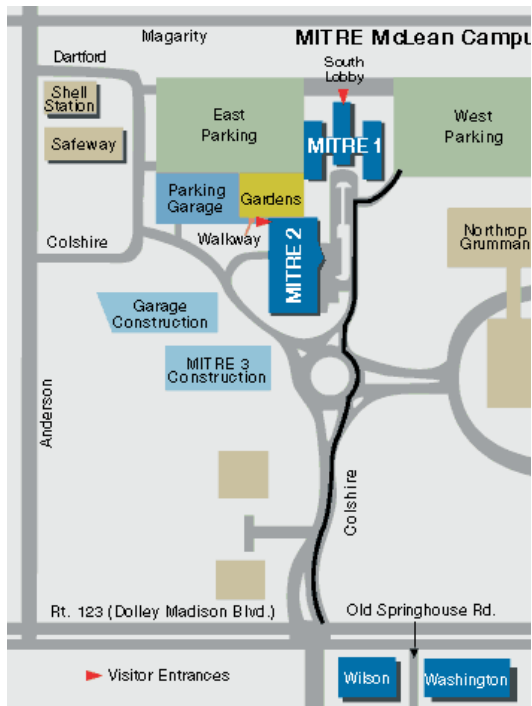 Magarity
MITRE McLean Campu
Dartford
South
Lobby
Shell
Station
East
Parking
West
Parking
MITRE 1
Safeway
Parking
Garage
Gardens
Northrop
Grumman
Colshire
Walkway
MITRE 2
Garage
Construction
MITRE 3
Construction
Anderson
Colshire
Rt. 123 (Dolley Madison Blvd.)
Old Springhouse Rd.
Visitor Entrances
Wilson
Washington